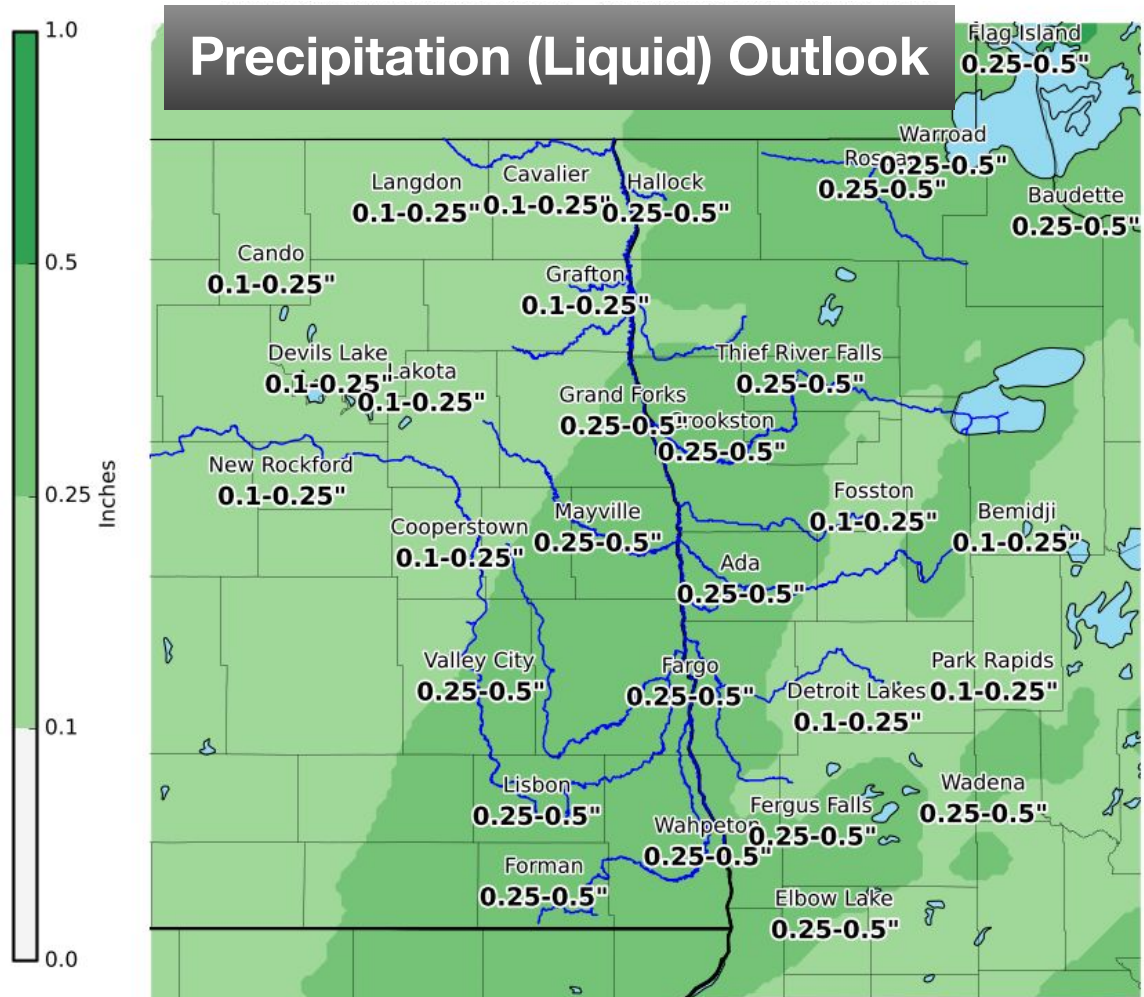 Precipitation (Liquid) Outlook
1.0
0.5
0.25
0.1
0.0
Inches
Flag Island
0.25-0.5"
Warroad
0.25-0.5"
0.25-0.5"
Baudette
0.25-0.5"
Langdon
0.1-0.25"
Cavalier
0.1-0.25"
Hallock
0.25-0.5"
Cando
0.1-0.25"
Grafton
0.1-0.25"
Devils Lake
0.1-0.25"
Lakota
0.1-0.25"
Thief River Falls
0.25-0.5"
Grand Forks
0.25-0.5"
Crookston
0.25-0.5"
New Rockford
0.1-0.25"
Cooperstown
0.1-0.25"
Mayville
0.25-0.5"
Fosston
0.1-0.25"
Bemidji
0.1-0.25"
Ada
0.25-0.5"
Valley City
0.25-0.5"
Fargo
0.25-0.5"
Detroit Lakes
0.1-0.25"
Park Rapids
0.1-0.25"
Lisbon
0.25-0.5"
Wahpeton
0.25-0.5"
Fergus Falls
0.25-0.5"
Wadena
0.25-0.5"
Forman
0.25-0.5"
Elbow Lake
0.25-0.5"